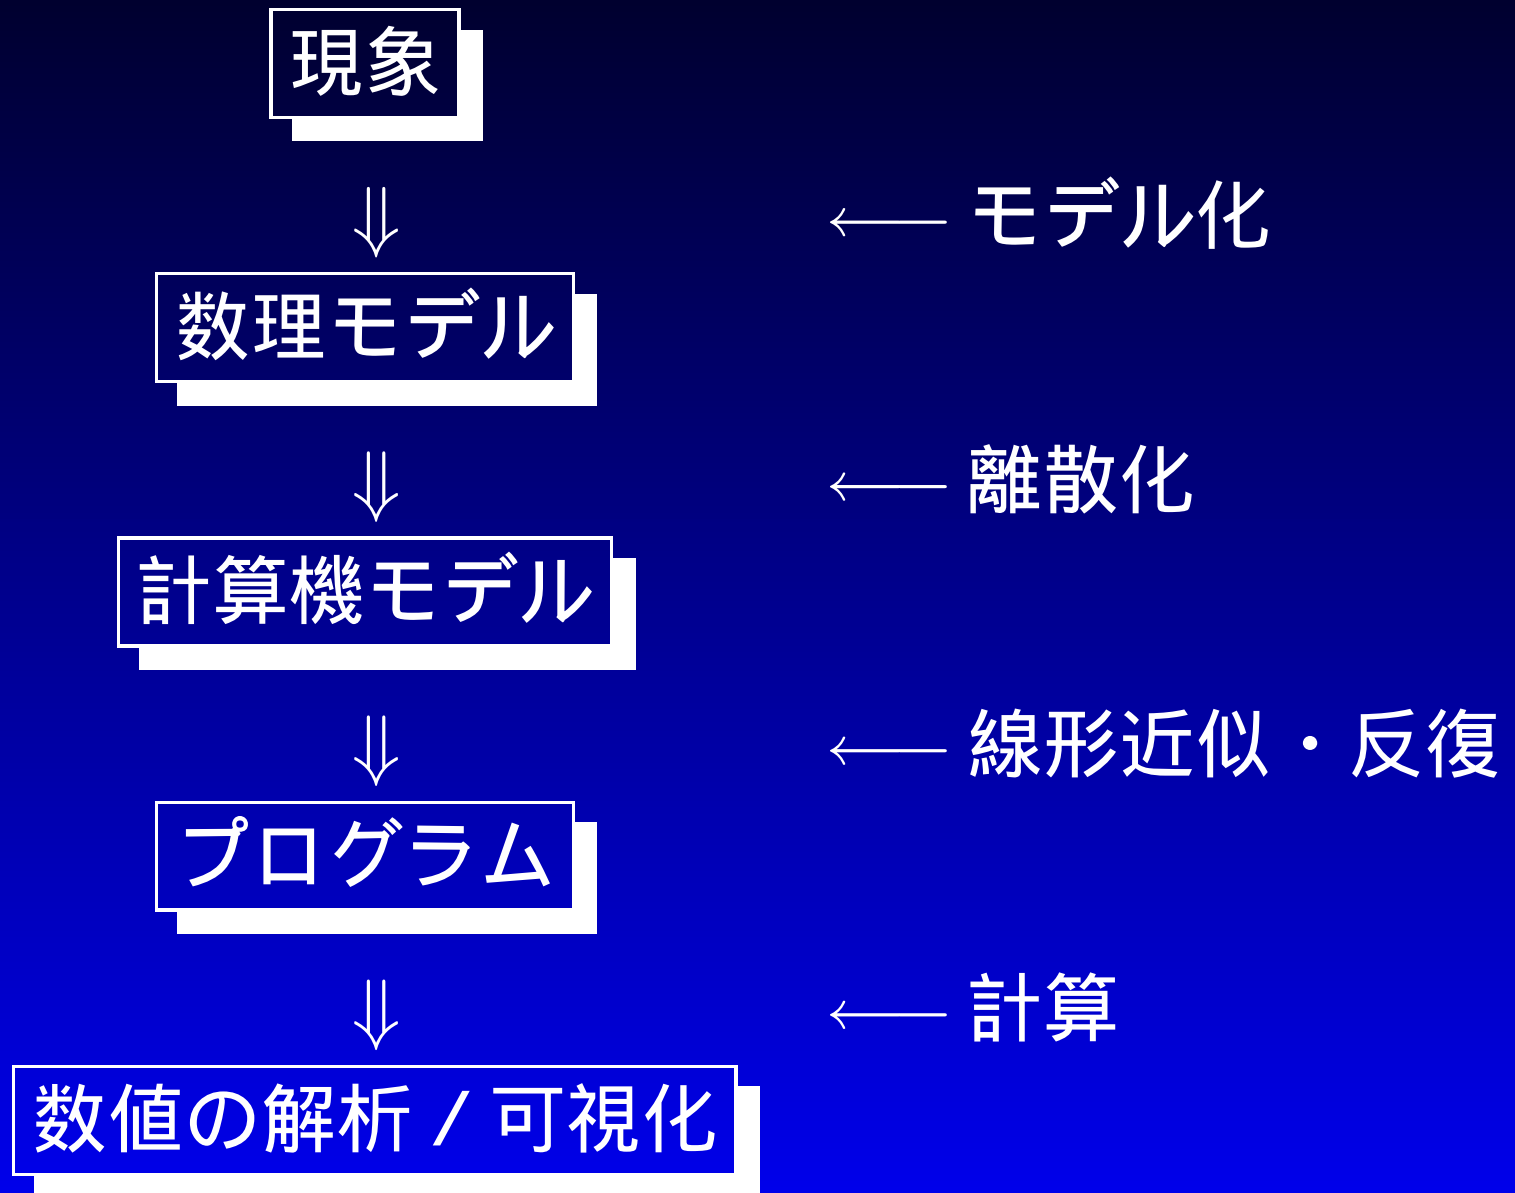 現象
⇓ ← モデル化
数理モデル
⇓ ← 離散化
計算機モデル
⇓ ← 線形近似・反復
プログラム
⇓ ← 計算
数値の解析 / 可視化